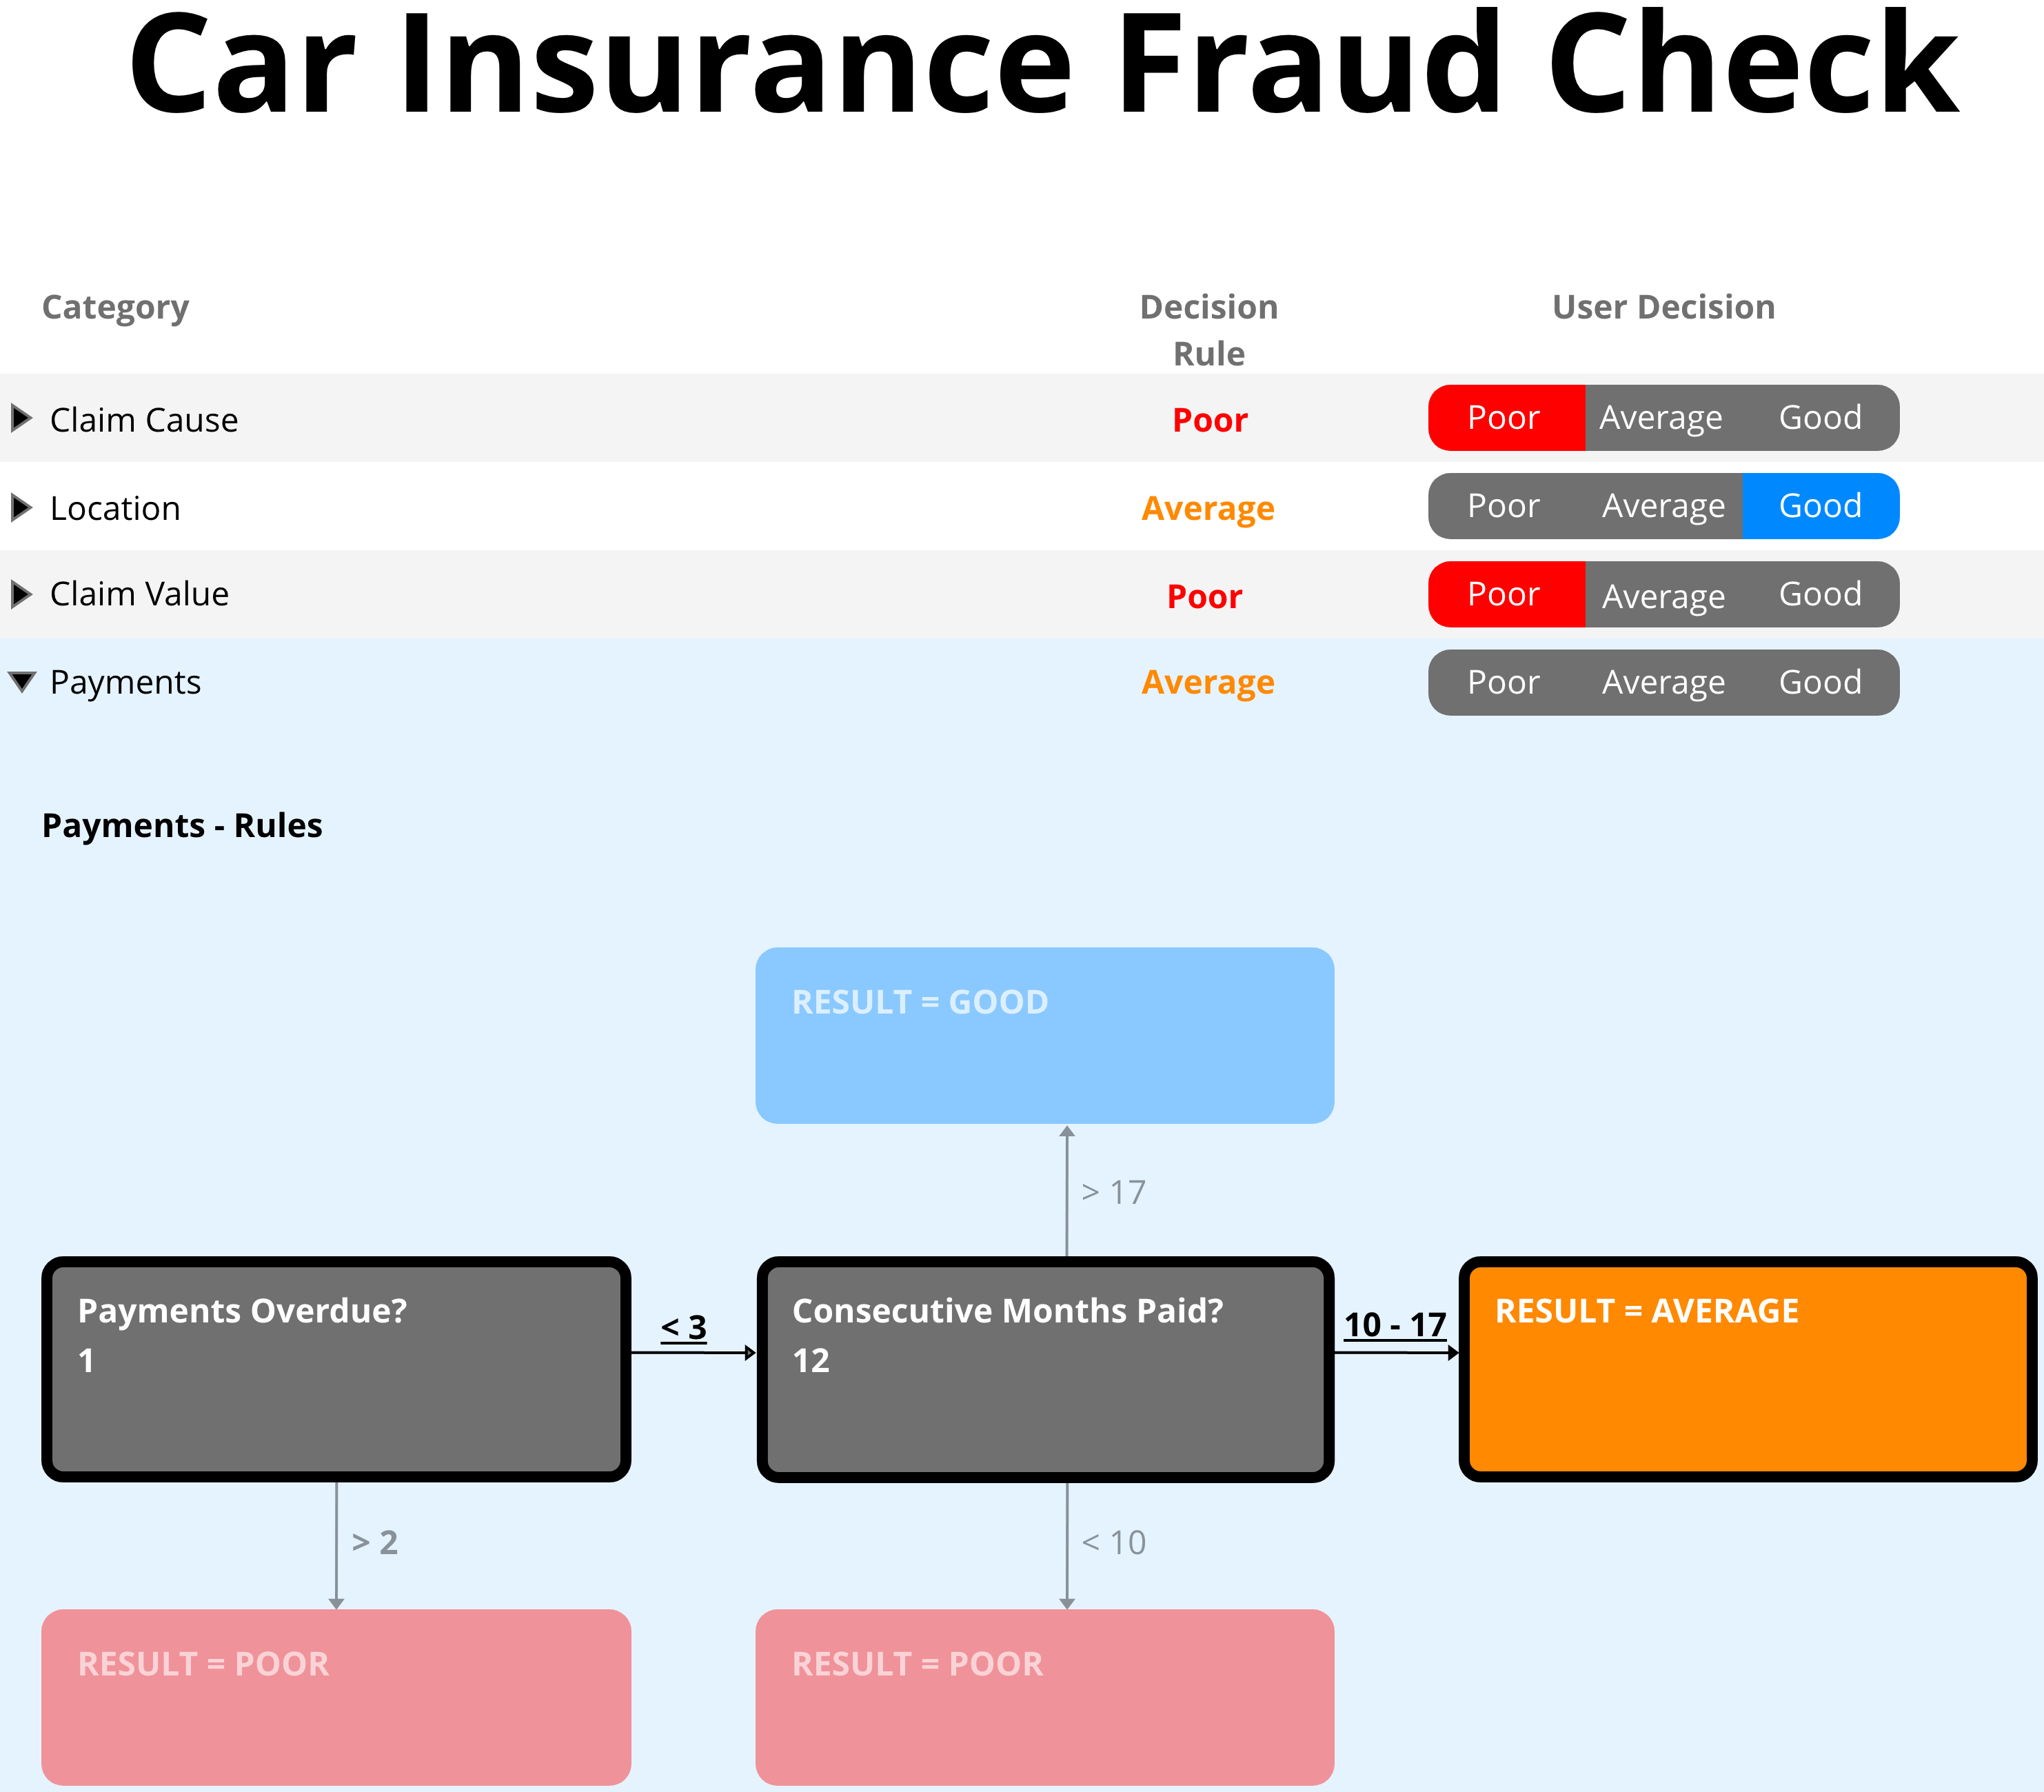 Car Insurance Fraud Check
Category
Decision
Rule
User Decision
Claim Cause
Poor
Poor Average Good
Location
Average
Poor Average Good
Claim Value
Poor
Poor Average Good
Payments
Average
Poor Average Good
Payments - Rules
RESULT = GOOD
> 17
Payments Overdue?
1
< 3
Consecutive Months Paid?
12
10 - 17
RESULT = AVERAGE
> 2
< 10
RESULT = POOR
RESULT = POOR